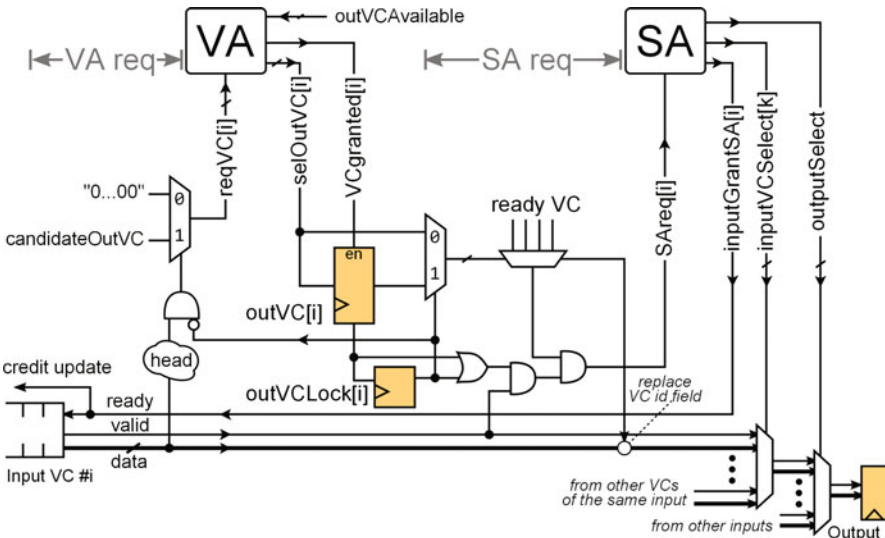 VA
outVCAvailable
SA
VA req
SA req
reqVC[i]
selOutVC[i]
VCgranted[i]
SAreq[i]
inputGrantSA[i]
inputVCSelect[k]
outputSelect
"0...00"
0
candidateOutVC
1
ready VC
0
1
en
outVC[i]
head
outVCLock[i]
credit update
ready
valid
data
Input VC #i
replace
VC id field
from other VCs
of the same input
from other inputs
Output